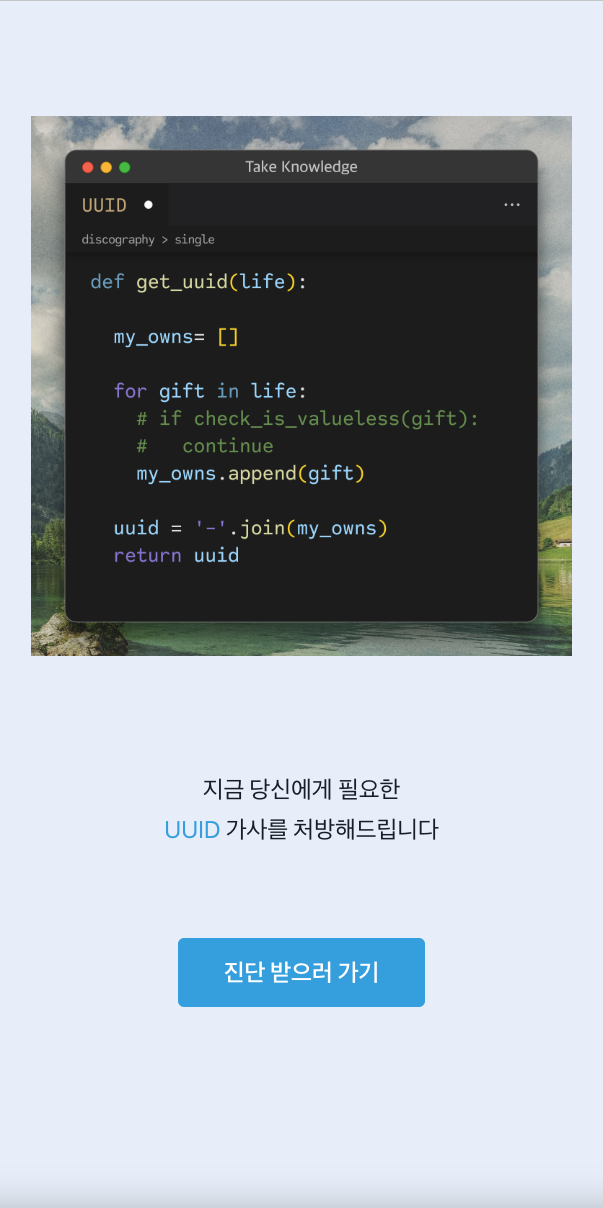 Take Knowledge
UUID
discography > single
def get_uuid(life):
my_owns= []
for gift in life:
# if check_is_valueless(gift):
#   continue
my_owns.append(gift)
uuid = '-'.join(my_owns)
return uuid
지금 당신에게 필요한
UUID 가사를 처방해드립니다
진단 받으러 가기